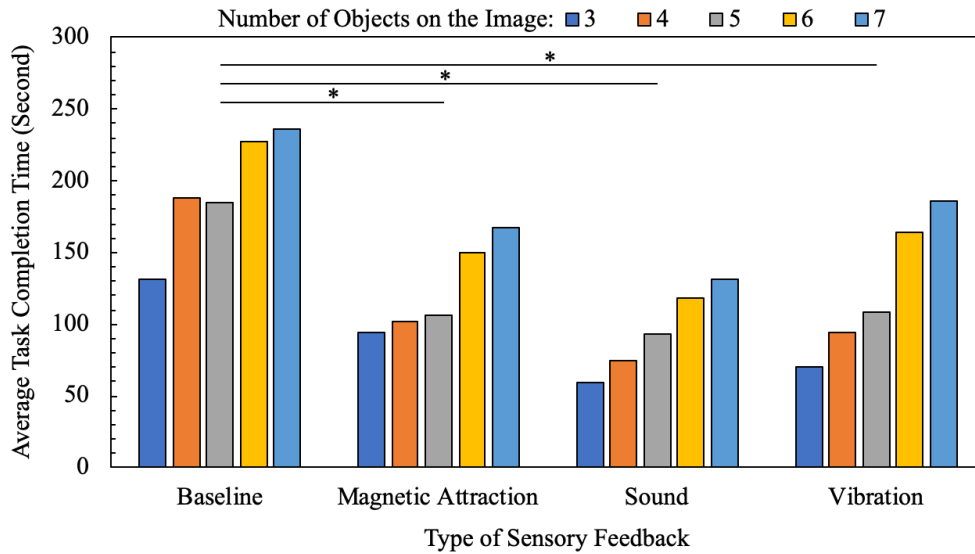 Number of Objects on the Image: 3 4 5 6 7
Average Task Completion Time (Second)
300
250
200
150
100
50
0
*
*
*
Baseline Magnetic Attraction Sound Vibration
Type of Sensory Feedback